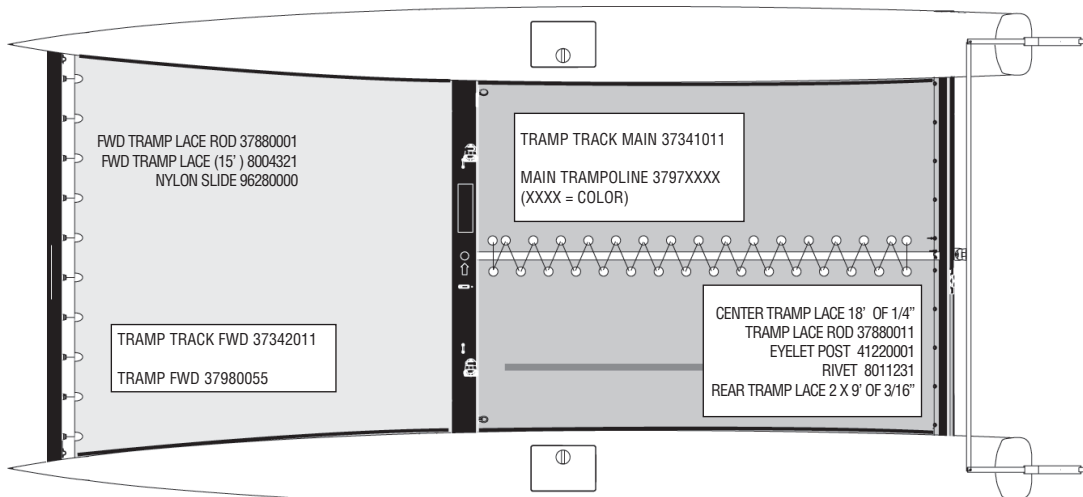 FWD TRAMP LACE ROD 37880001
FWD TRAMP LACE (15' ) 8004321
NYLON SLIDE 96280000
TRAMP TRACK FWD 37342011
TRAMP FWD 37980055
TRAMP TRACK MAIN 37341011
MAIN TRAMPOLINE 3797XXXX
(XXXX = COLOR)
CENTER TRAMP LACE 18' OF 1/4"
TRAMP LACE ROD 37880011
EYELET POST 41220001
RIVET 8011231
REAR TRAMP LACE 2 X 9' OF 3/16"